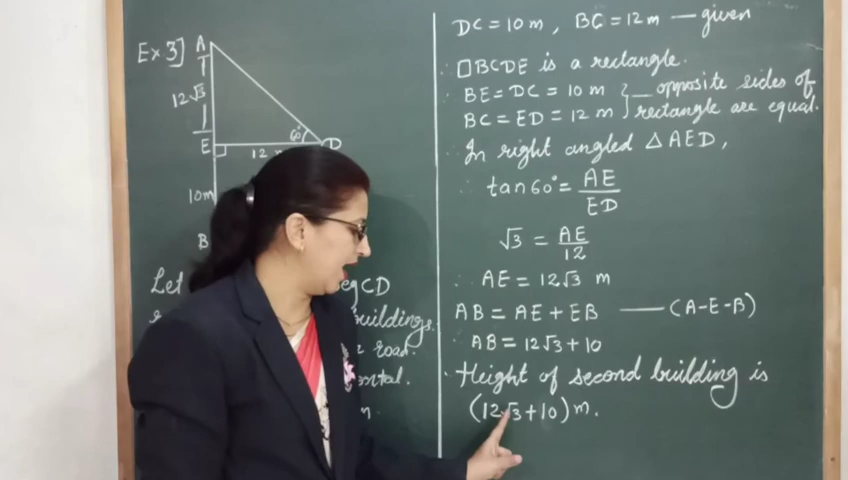 Ex 3]
A
12√3
60°
E
12
D
10m
B
Let
seg CD
buildings.
road.
DC = 10 m, BC = 12 m — given
∴ □BCDE is a rectangle.
∴ BE = DC = 10 m } — opposite sides of
BC = ED = 12 m } rectangle are equal.
∴ In right angled △AED,
∴ tan 60° = AE/ED
√3 = AE/12
∴ AE = 12√3 m
AB = AE + EB —— (A-E-B)
∴ AB = 12√3 + 10
∴ Height of second building is
(12√3 + 10) m.